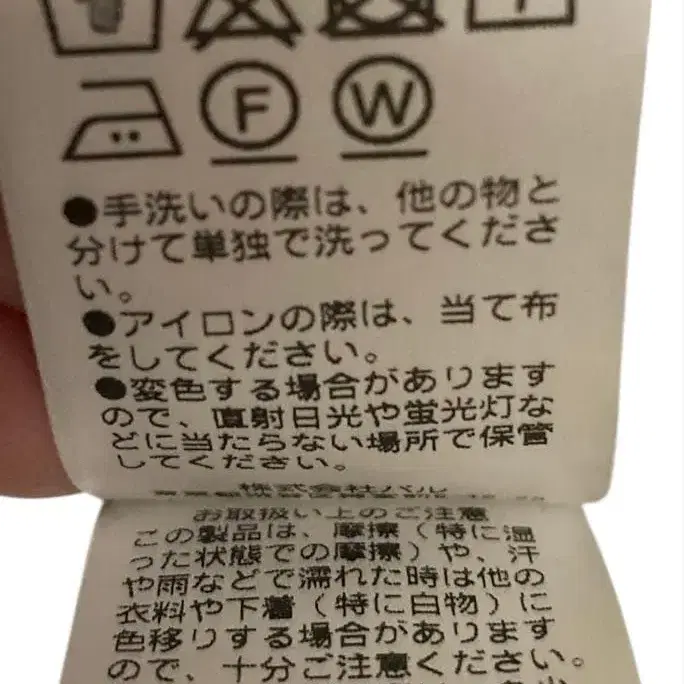 F W
●手洗いの際は、他の物と
分けて単独で洗ってくださ
い。
●アイロンの際は、当て布
をしてください。
●変色する場合があります
ので、直射日光や蛍光灯な
どに当たらない場所で保管
してください。
株式会社パル
お取扱い上のご注意
この製品は、摩擦（特に湿
った状態での摩擦）や、汗
や雨などで濡れた時は他の
衣料や下着（特に白物）に
色移りする場合があります
ので、十分ご注意ください。